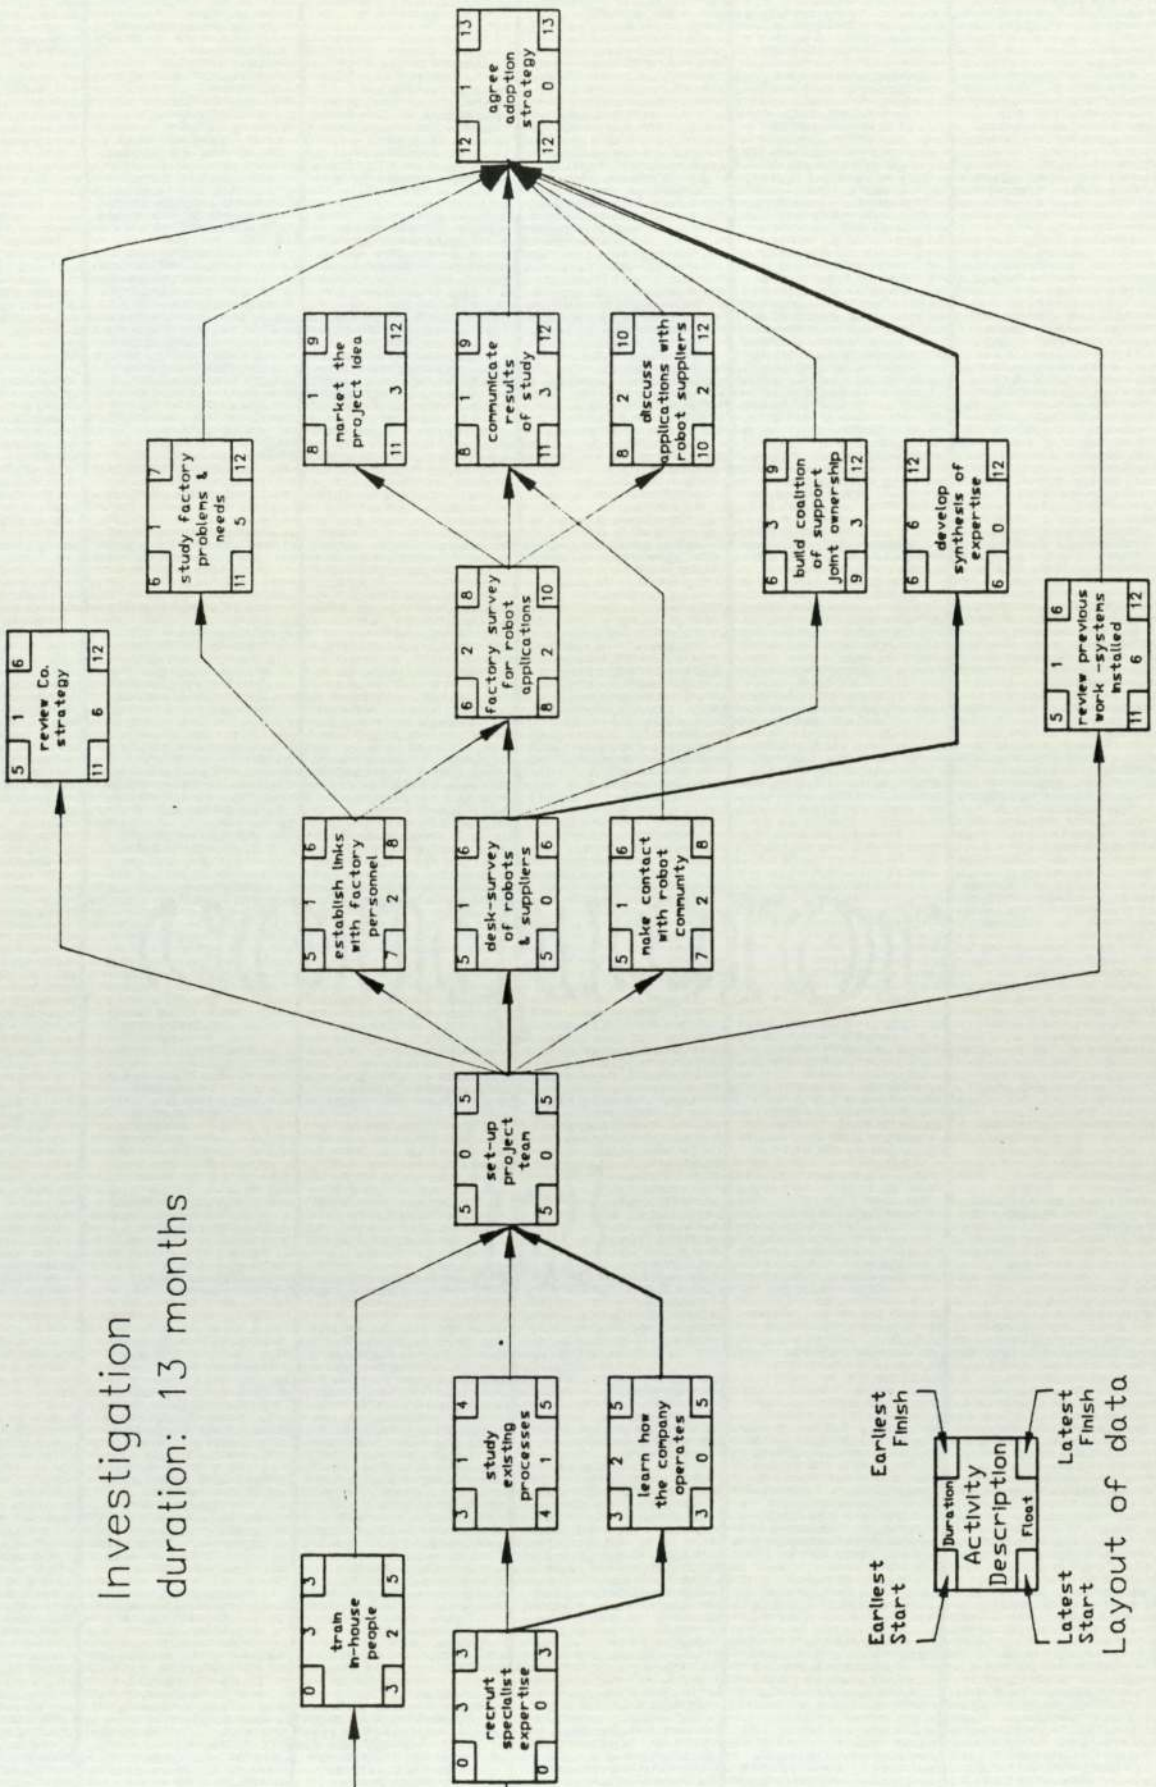 Investigation
duration: 13 months
0 3 3
train
in-house
people
3 2 5
0 3 3
recruit
specialist
expertise
0 0 3
3 1 4
study
existing
processes
4 1 5
3 2 5
learn how
the company
operates
3 0 5
5 0 5
set-up
project
team
5 0 5
5 1 6
review Co.
strategy
11 6 12
5 1 6
establish links
with factory
personnel
7 2 8
5 1 6
desk-survey
of robots
& suppliers
5 0 6
5 1 6
make contact
with robot
community
7 2 8
5 1 6
review previous
work -systems
installed
11 6 12
6 1 7
study factory
problems &
needs
11 5 12
6 2 8
factory survey
for robot
applications
8 2 10
6 3 9
build coalition
of support
joint ownership
9 3 12
6 6 12
develop
synthesis of
expertise
6 0 12
8 1 9
market the
project idea
11 3 12
8 1 9
communicate
results
of study
11 3 12
8 2 10
discuss
applications with
robot suppliers
10 2 12
12 1 13
agree
adoption
strategy
12 0 13
Earliest
Start
Earliest
Finish
Duration
Activity
Description
Float
Latest
Start
Latest
Finish
Layout of data